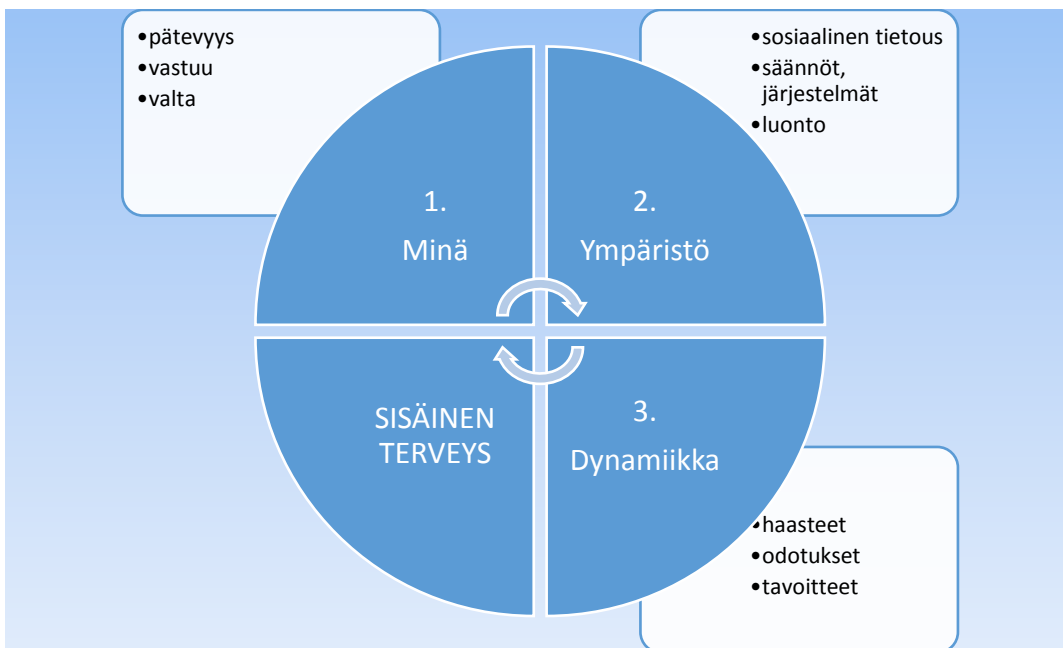 •pätevyys
•vastuu
•valta
•sosiaalinen tietous
•säännöt,
järjestelmät
•luonto
1.
Minä
2.
Ympäristö
SISÄINEN
TERVEYS
3.
Dynamiikka
•haasteet
•odotukset
•tavoitteet